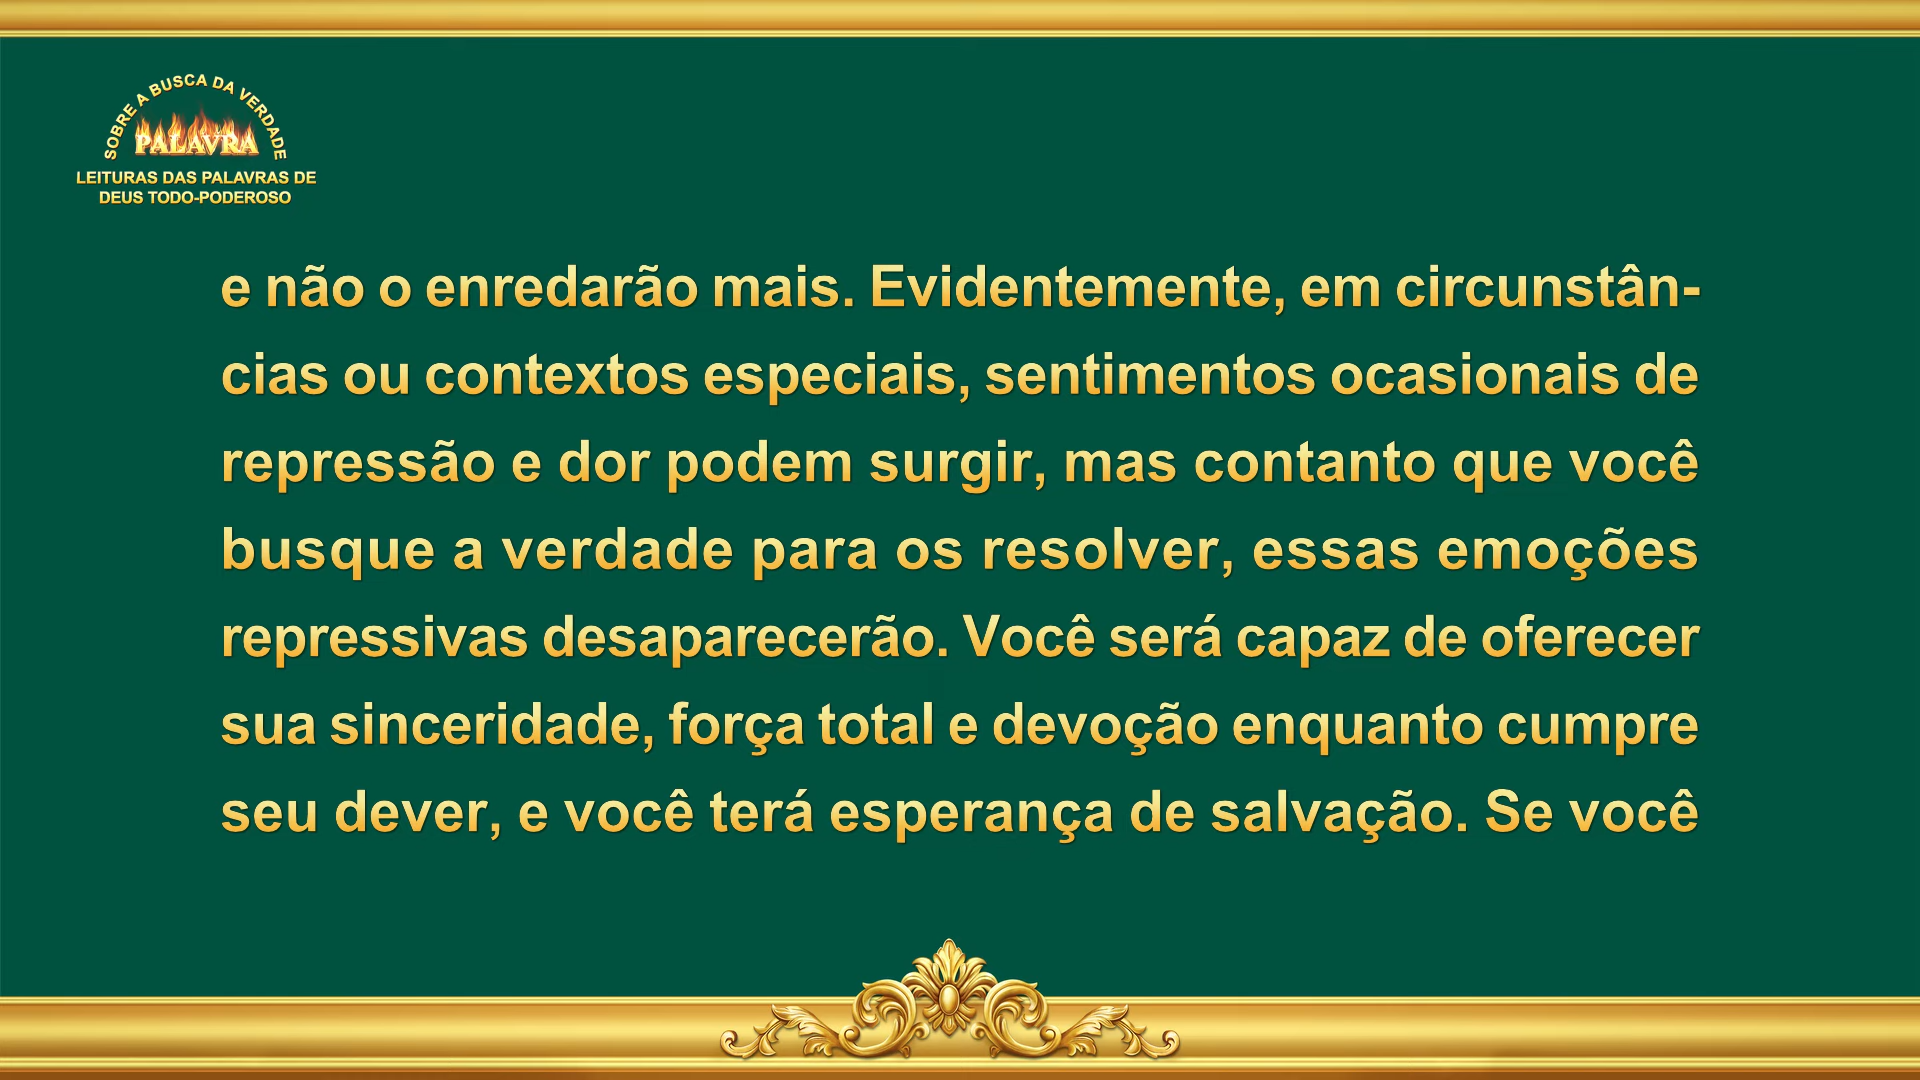 SOBRE A BUSCA DA VERDADE
PALAVRA
LEITURAS DAS PALAVRAS DE
DEUS TODO-PODEROSO
e não o enredarão mais. Evidentemente, em circunstân-
cias ou contextos especiais, sentimentos ocasionais de
repressão e dor podem surgir, mas contanto que você
busque a verdade para os resolver, essas emoções
repressivas desaparecerão. Você será capaz de oferecer
sua sinceridade, força total e devoção enquanto cumpre
seu dever, e você terá esperança de salvação. Se você